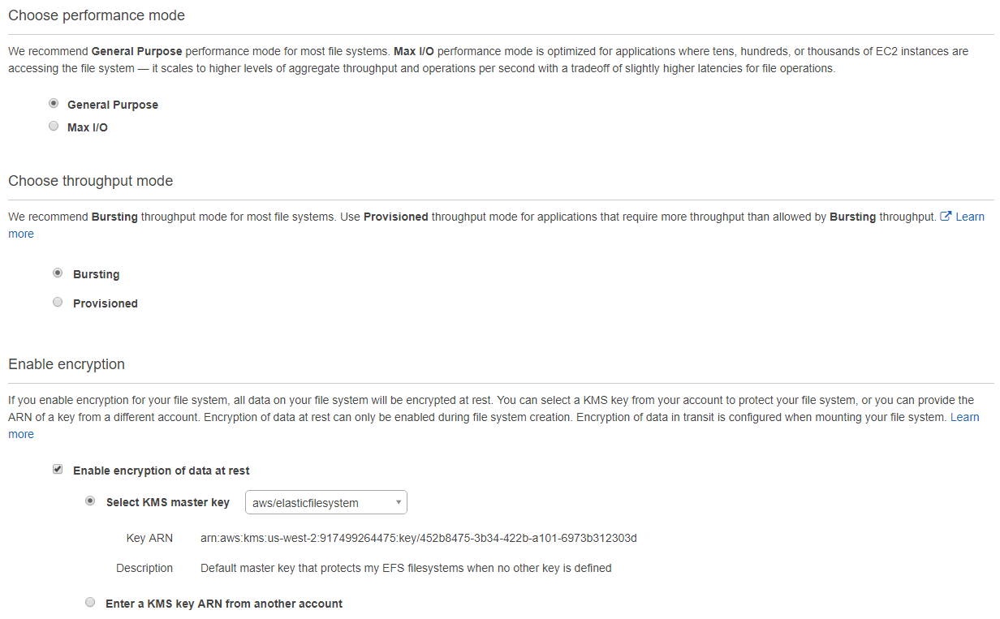 Choose performance mode
We recommend General Purpose performance mode for most file systems. Max I/O performance mode is optimized for applications where tens, hundreds, or thousands of EC2 instances are
accessing the file system — it scales to higher levels of aggregate throughput and operations per second with a tradeoff of slightly higher latencies for file operations.
General Purpose
Max I/O
Choose throughput mode
We recommend Bursting throughput mode for most file systems. Use Provisioned throughput mode for applications that require more throughput than allowed by Bursting throughput. Learn
more
Bursting
Provisioned
Enable encryption
If you enable encryption for your file system, all data on your file system will be encrypted at rest. You can select a KMS key from your account to protect your file system, or you can provide the
ARN of a key from a different account. Encryption of data at rest can only be enabled during file system creation. Encryption of data in transit is configured when mounting your file system. Learn
more
Enable encryption of data at rest
Select KMS master key aws/elasticfilesystem
Key ARN arn:aws:kms:us-west-2:917499264475:key/452b8475-3b34-422b-a101-6973b312303d
Description Default master key that protects my EFS filesystems when no other key is defined
Enter a KMS key ARN from another account